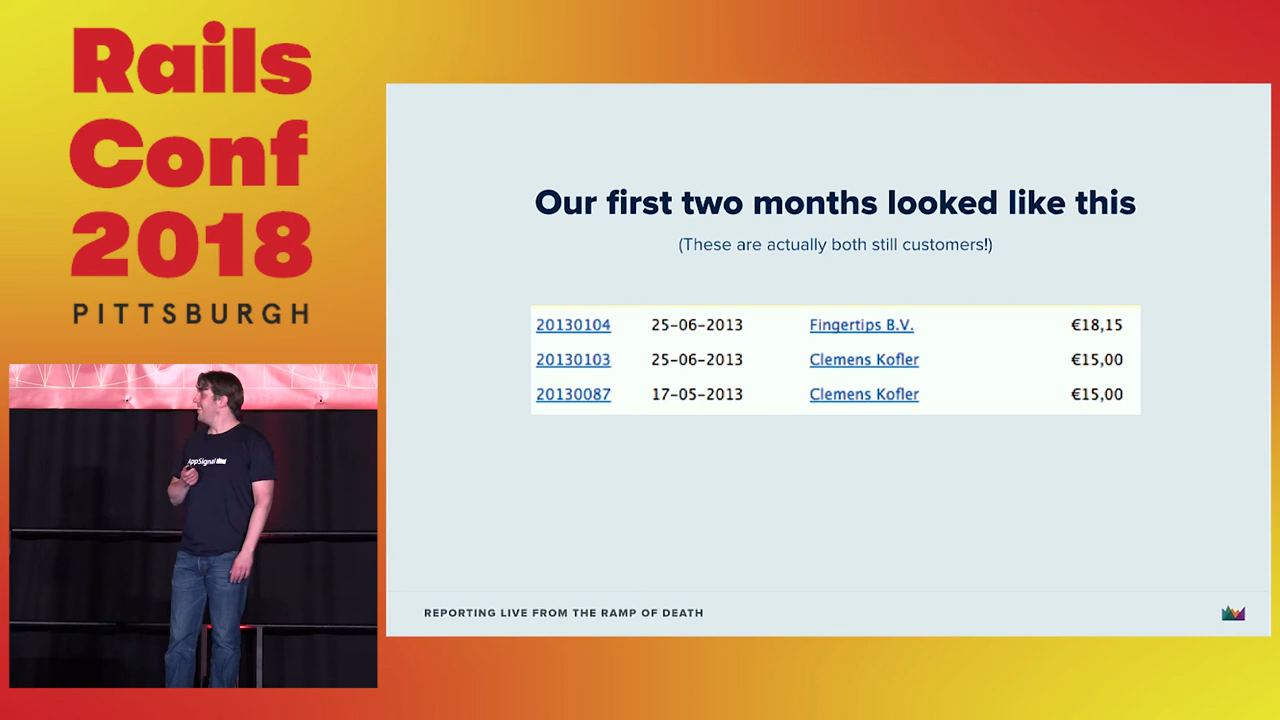 Rails
Conf
2018
PITTSBURGH
AppSignal
Our first two months looked like this
(These are actually both still customers!)
20130104 25-06-2013 Fingertips B.V. €18,15
20130103 25-06-2013 Clemens Kofler €15,00
20130087 17-05-2013 Clemens Kofler €15,00
REPORTING LIVE FROM THE RAMP OF DEATH